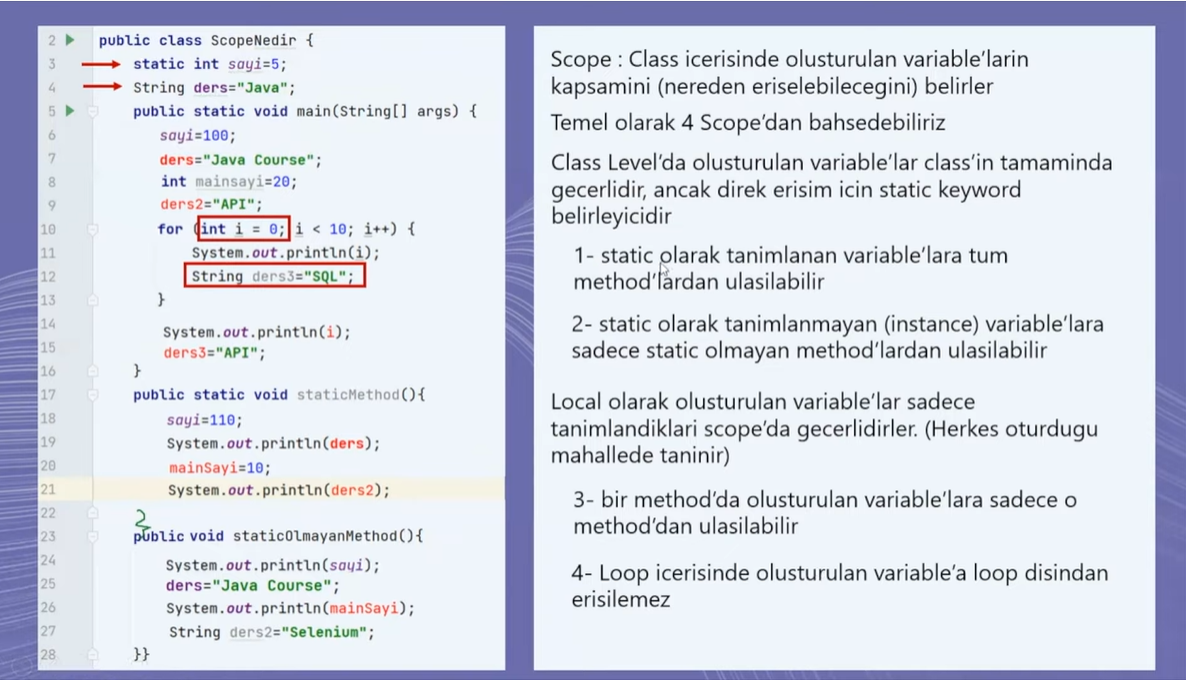 2 public class ScopeNedir {
3 static int sayi=5;
4 String ders="Java";
5 public static void main(String[] args) {
6 sayi=100;
7 ders="Java Course";
8 int mainsayi=20;
9 ders2="API";
10 for (int i = 0; i < 10; i++) {
11 System.out.println(i);
12 String ders3="SQL";
13 }
14 System.out.println(i);
15 ders3="API";
16 }
17 public static void staticMethod(){
18 sayi=110;
19 System.out.println(ders);
20 mainSayi=10;
21 System.out.println(ders2);
22 }
23 public void staticOlmayanMethod(){
24 System.out.println(sayi);
25 ders="Java Course";
26 System.out.println(mainSayi);
27 String ders2="Selenium";
28 }}
Scope : Class icerisinde olusturulan variable'larin
kapsamini (nereden eriselebilecegini) belirler
Temel olarak 4 Scope'dan bahsedebiliriz
Class Level'da olusturulan variable'lar class'in tamaminda
gecerlidir, ancak direk erisim icin static keyword
belirleyicidir
1- static olarak tanimlanan variable'lara tum
method'lardan ulasilabilir
2- static olarak tanimlanmayan (instance) variable'lara
sadece static olmayan method'lardan ulasilabilir
Local olarak olusturulan variable'lar sadece
tanimlandiklari scope'da gecerlidirler. (Herkes oturdugu
mahallede taninir)
3- bir method'da olusturulan variable'lara sadece o
method'dan ulasilabilir
4- Loop icerisinde olusturulan variable'a loop disindan
erisilemez